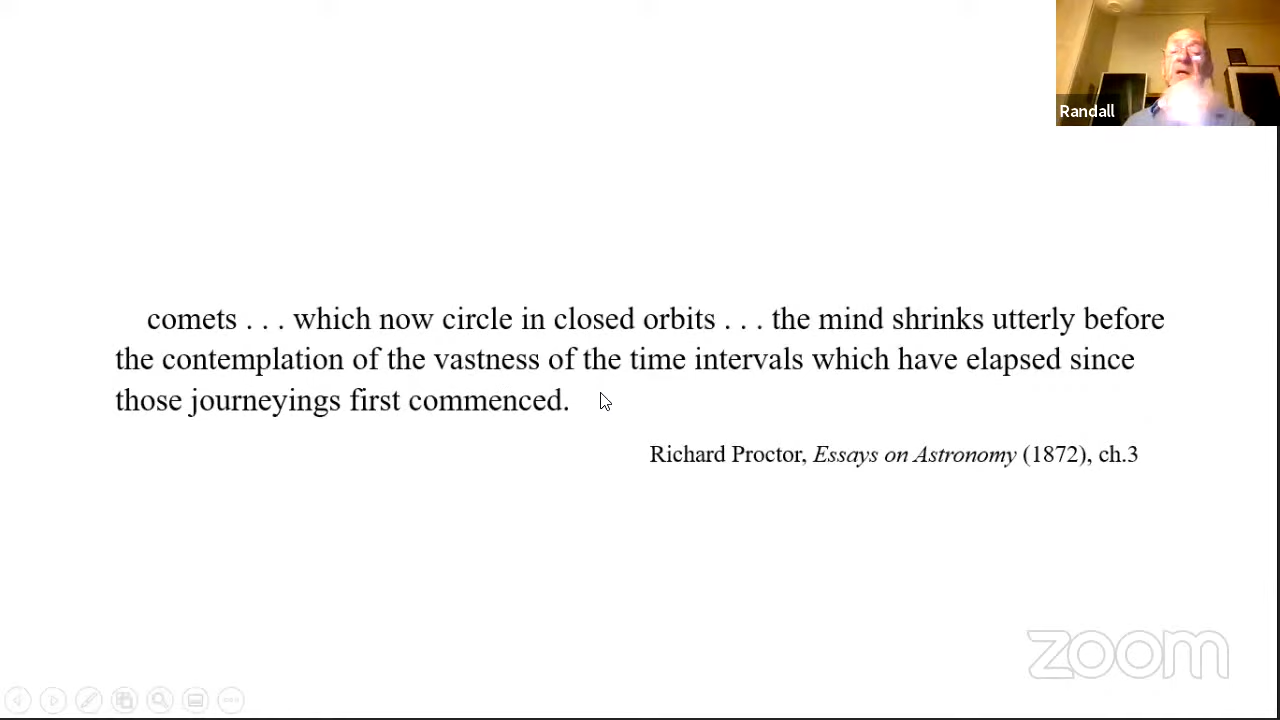 Randall
comets . . . which now circle in closed orbits . . . the mind shrinks utterly before
the contemplation of the vastness of the time intervals which have elapsed since
those journeyings first commenced.
Richard Proctor, Essays on Astronomy (1872), ch.3
zoom